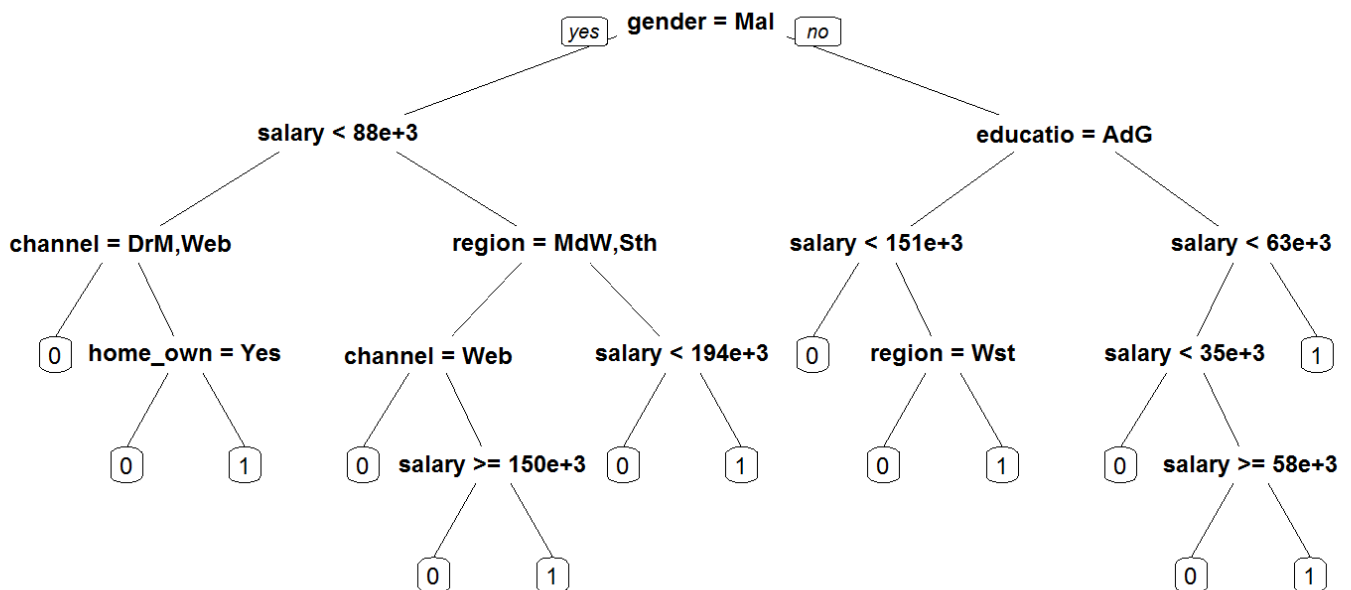 gender = Mal
yes
no
salary < 88e+3
educatio = AdG
channel = DrM,Web
region = MdW,Sth
salary < 151e+3
salary < 63e+3
0
home_own = Yes
channel = Web
salary < 194e+3
0
region = Wst
salary < 35e+3
1
0
1
0
salary >= 150e+3
0
1
0
1
0
salary >= 58e+3
0
1
0
1